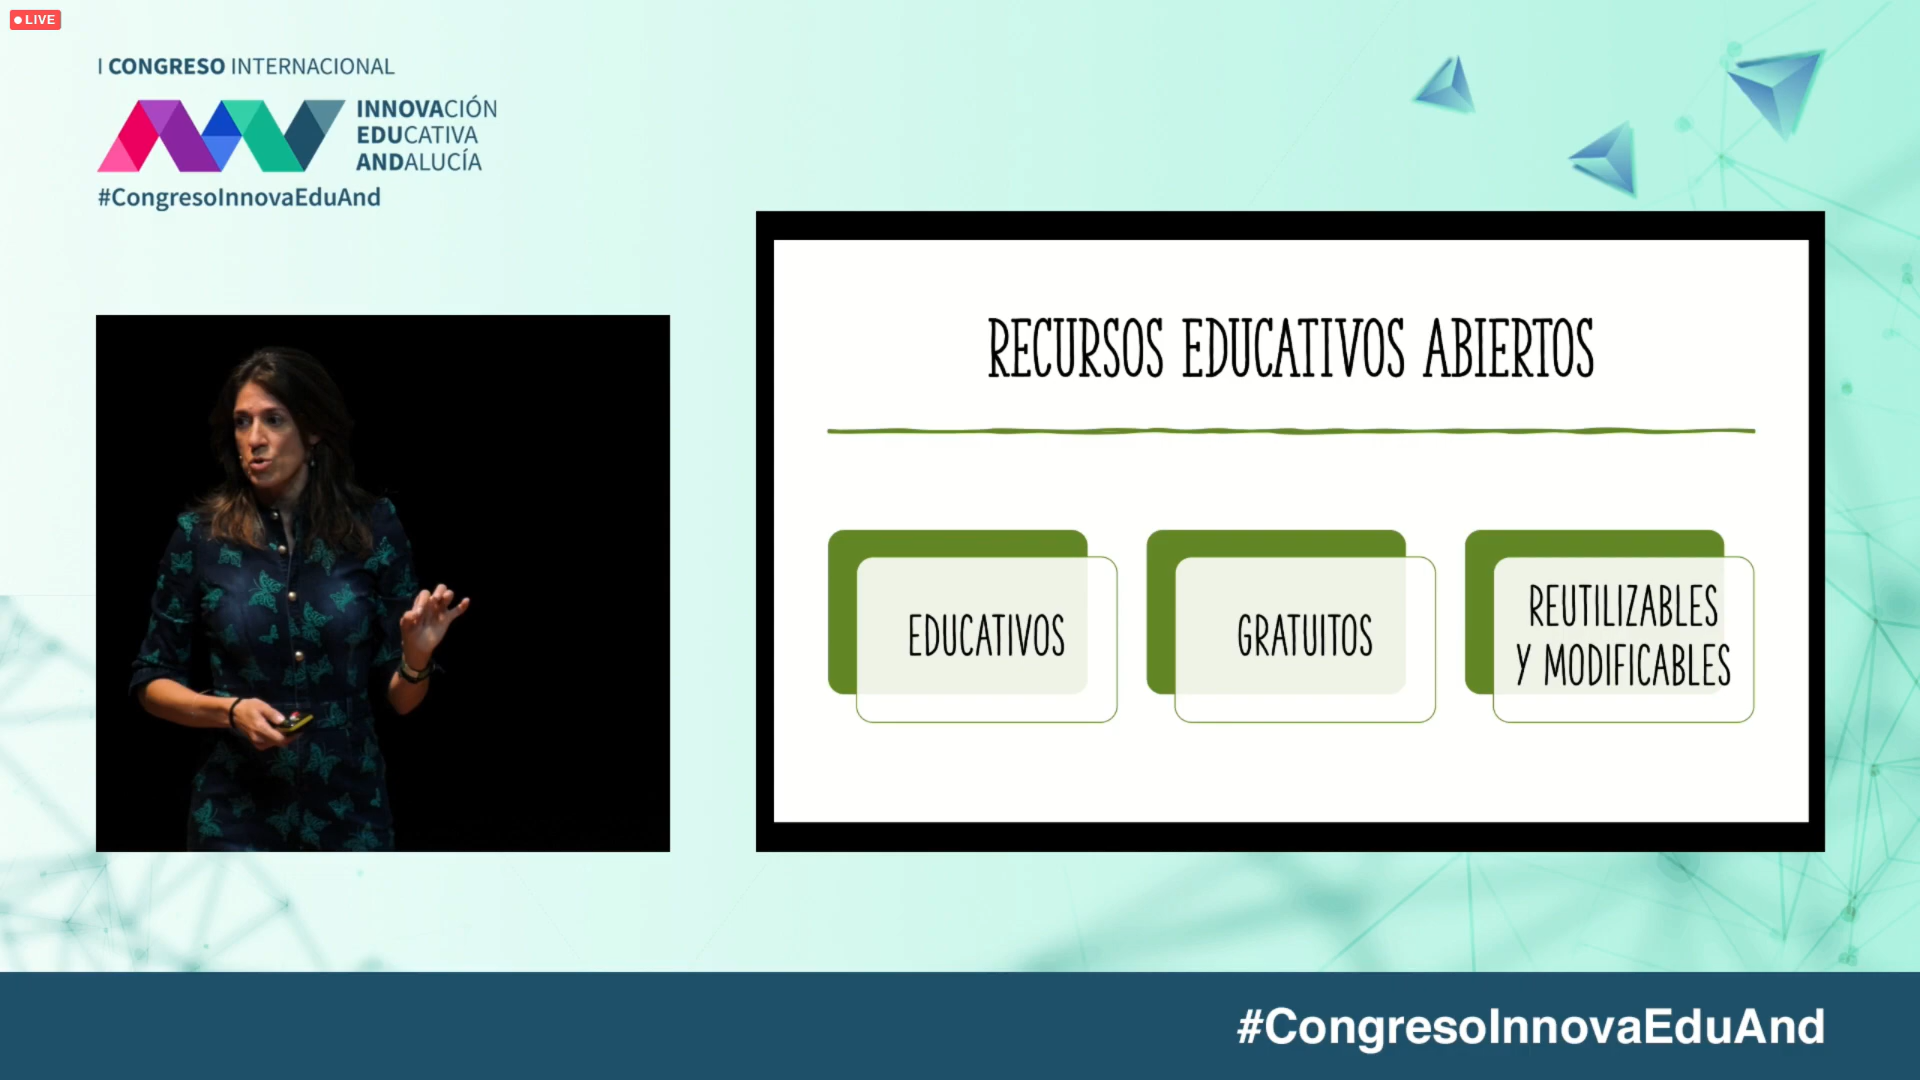 LIVE
I CONGRESO INTERNACIONAL
INNOVACIÓN
EDUCATIVA
ANDALUCÍA
#CongresoInnovaEduAnd
RECURSOS EDUCATIVOS ABIERTOS
EDUCATIVOS
GRATUITOS
REUTILIZABLES
Y MODIFICABLES
#CongresoInnovaEduAnd